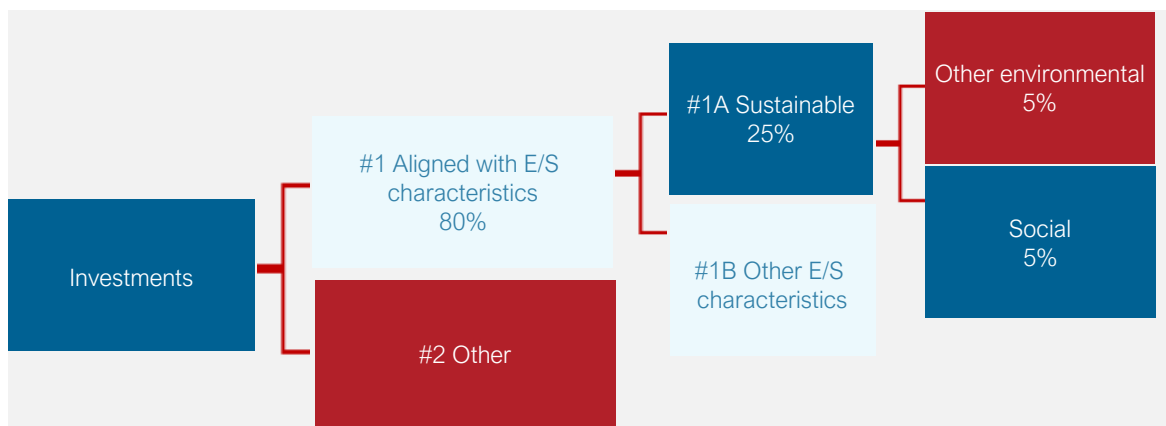 Investments
#1 Aligned with E/S
characteristics
80%
#2 Other
#1A Sustainable
25%
#1B Other E/S
characteristics
Other environmental
5%
Social
5%